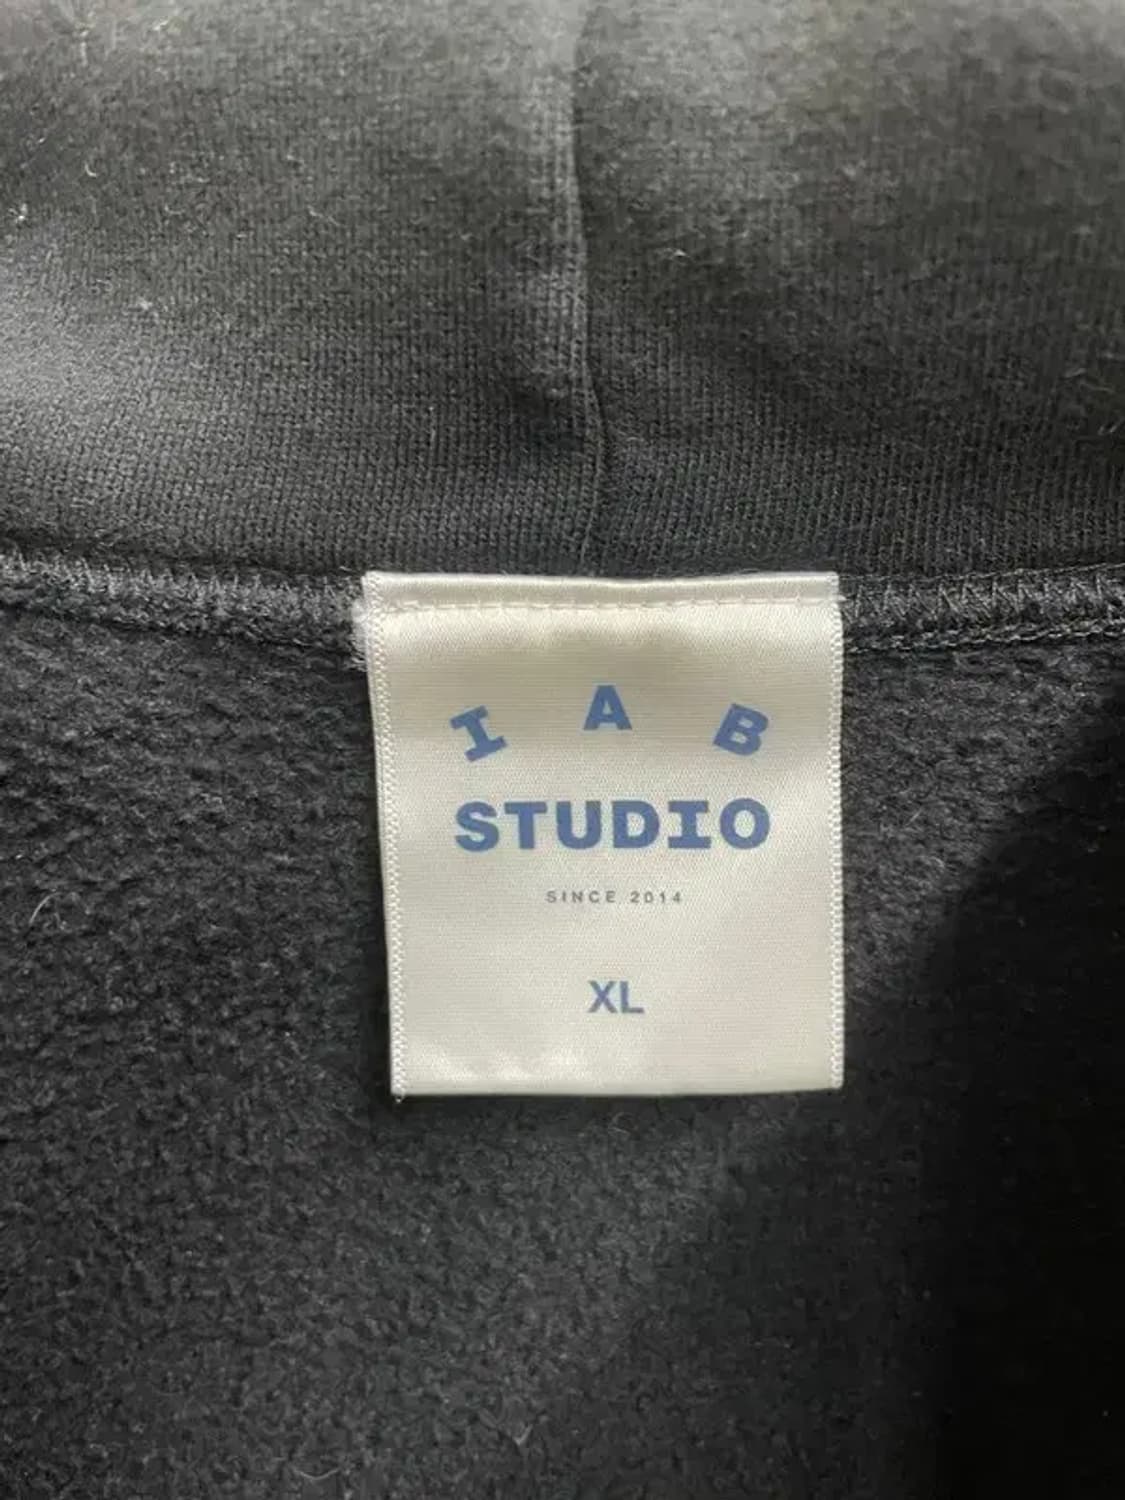 I A B
STUDIO
SINCE 2014
XL